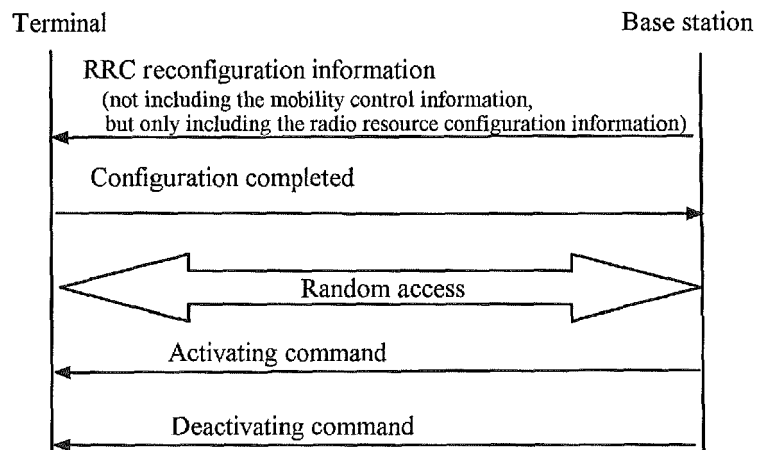 Terminal
Base station
RRC reconfiguration information
(not including the mobility control information,
but only including the radio resource configuration information)
Configuration completed
Random access
Activating command
Deactivating command